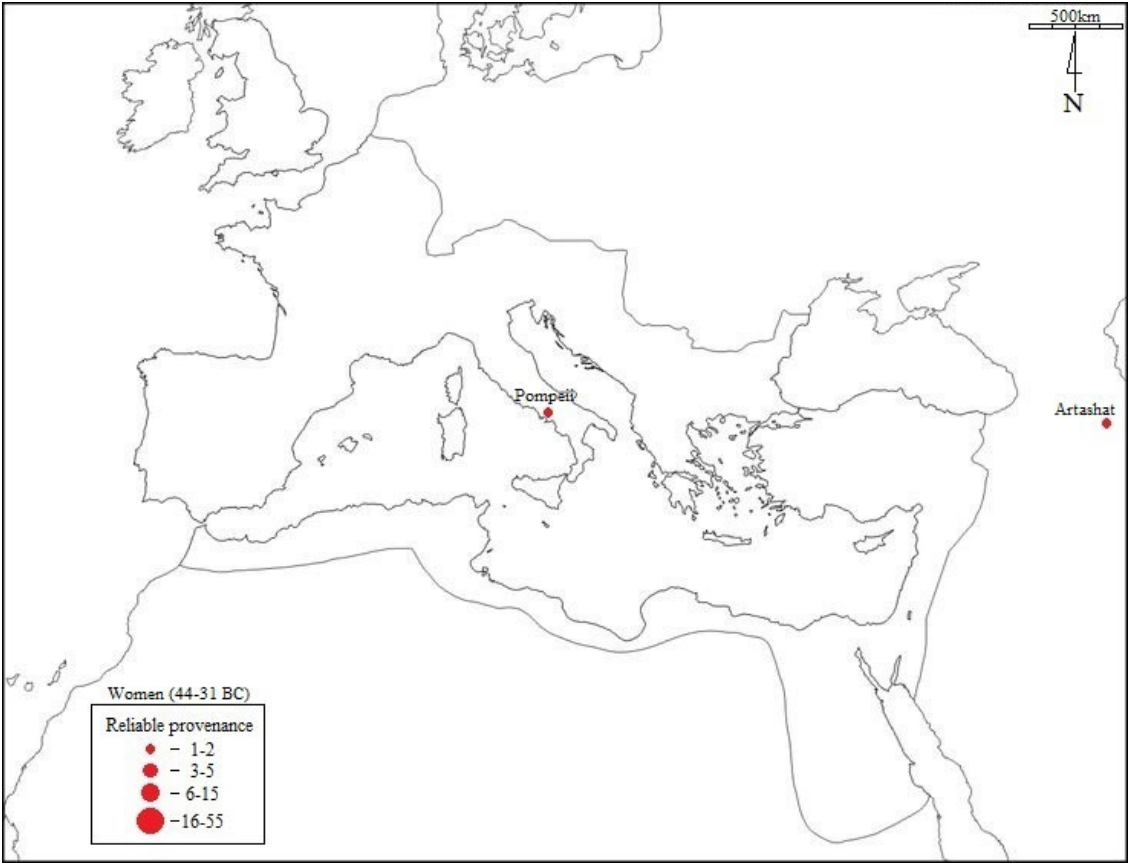 500km
N
Pompeii
Artashat
Women (44-31 BC)
Reliable provenance
- 1-2
- 3-5
- 6-15
-16-55